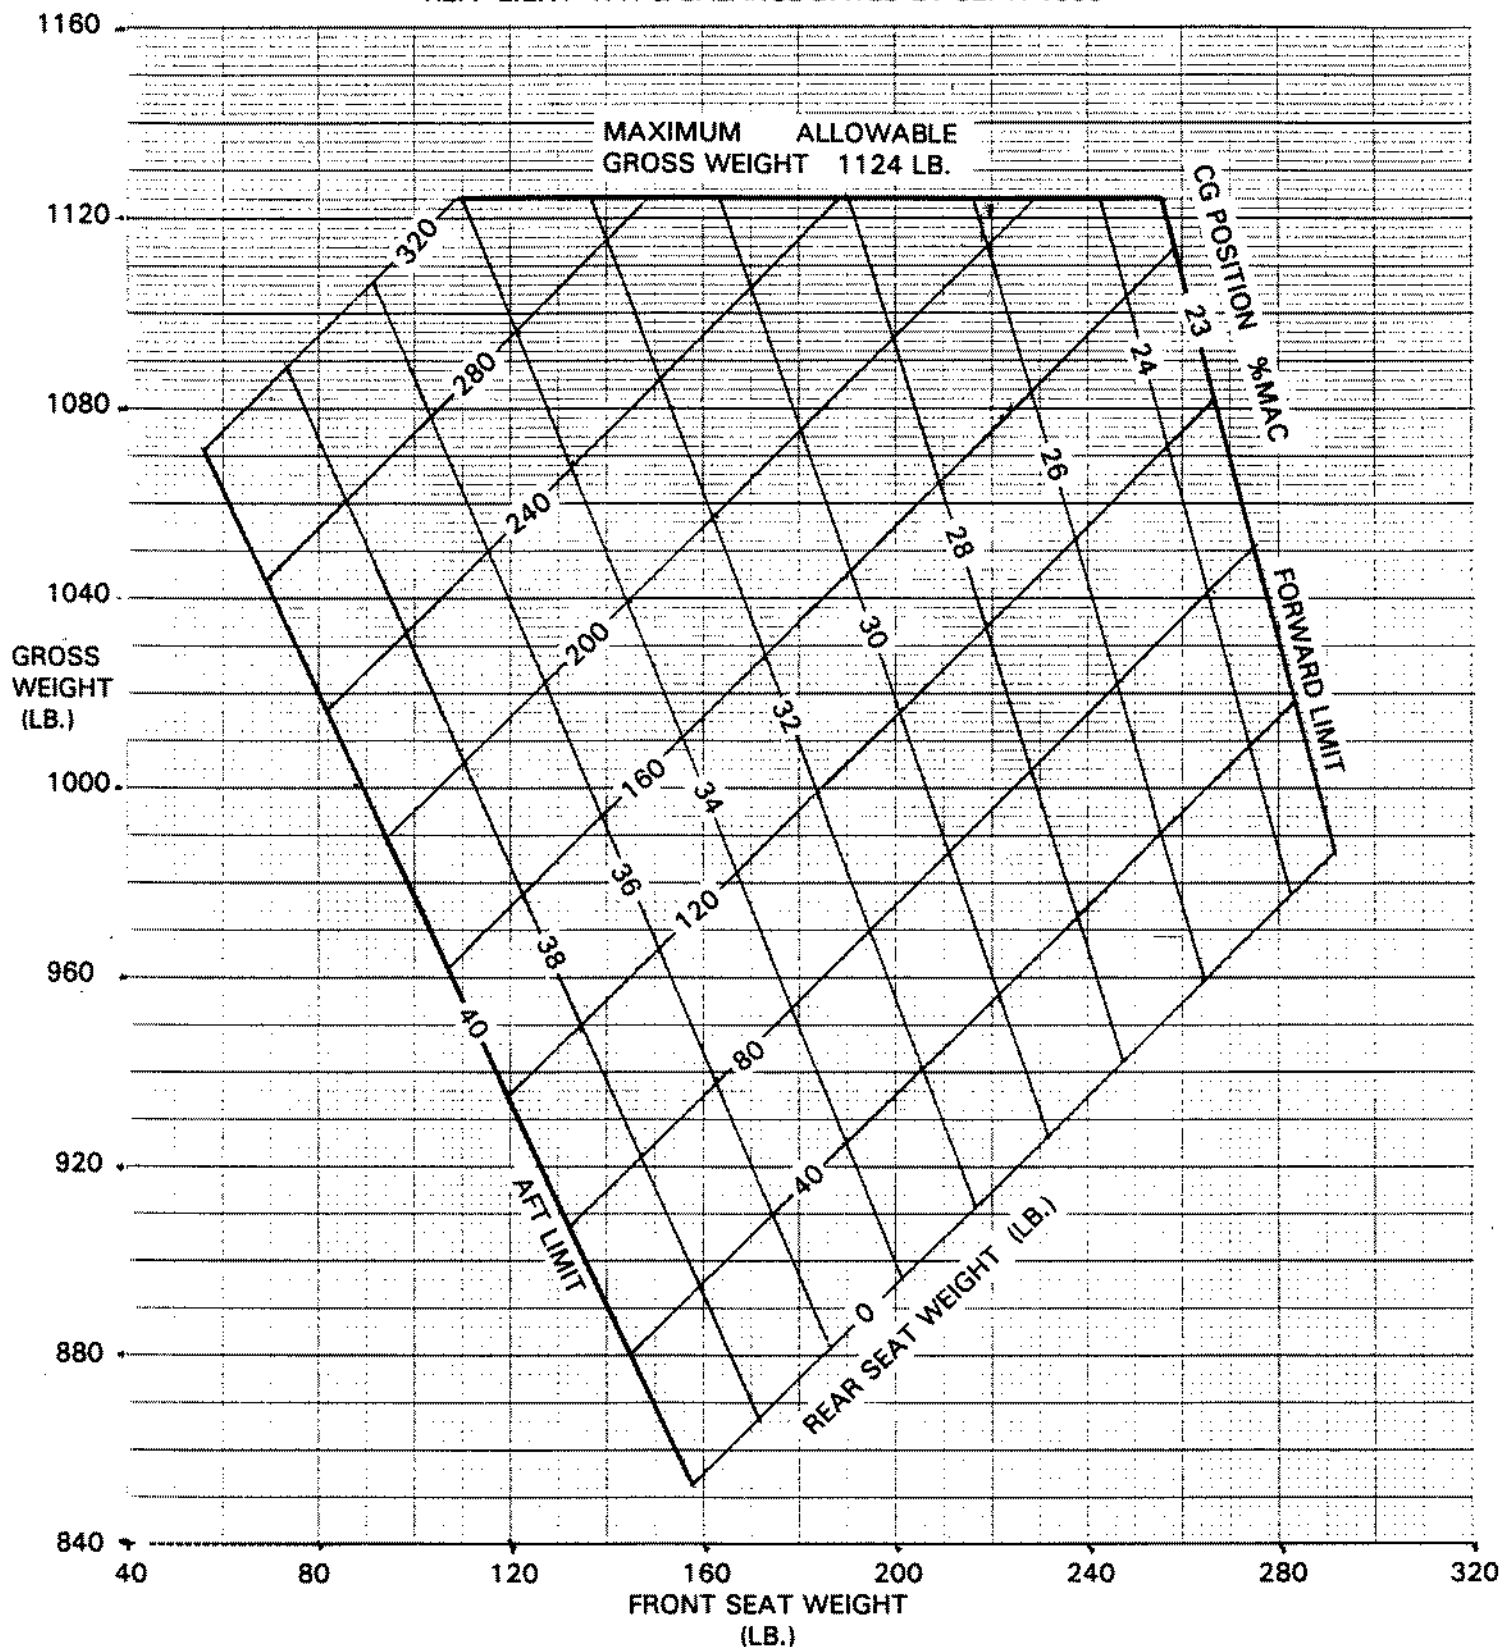 1160
MAXIMUM ALLOWABLE
GROSS WEIGHT 1124 LB.
CG POSITION %MAC
1120
320
23
24
280
1080
26
240
28
1040
FORWARD LIMIT
200
30
GROSS
WEIGHT
(LB.)
32
160
34
1000
36
120
38
960
40
80
920
40
AFT LIMIT
0
REAR SEAT WEIGHT (LB.)
880
840
40 80 120 160 200 240 280 320
FRONT SEAT WEIGHT
(LB.)